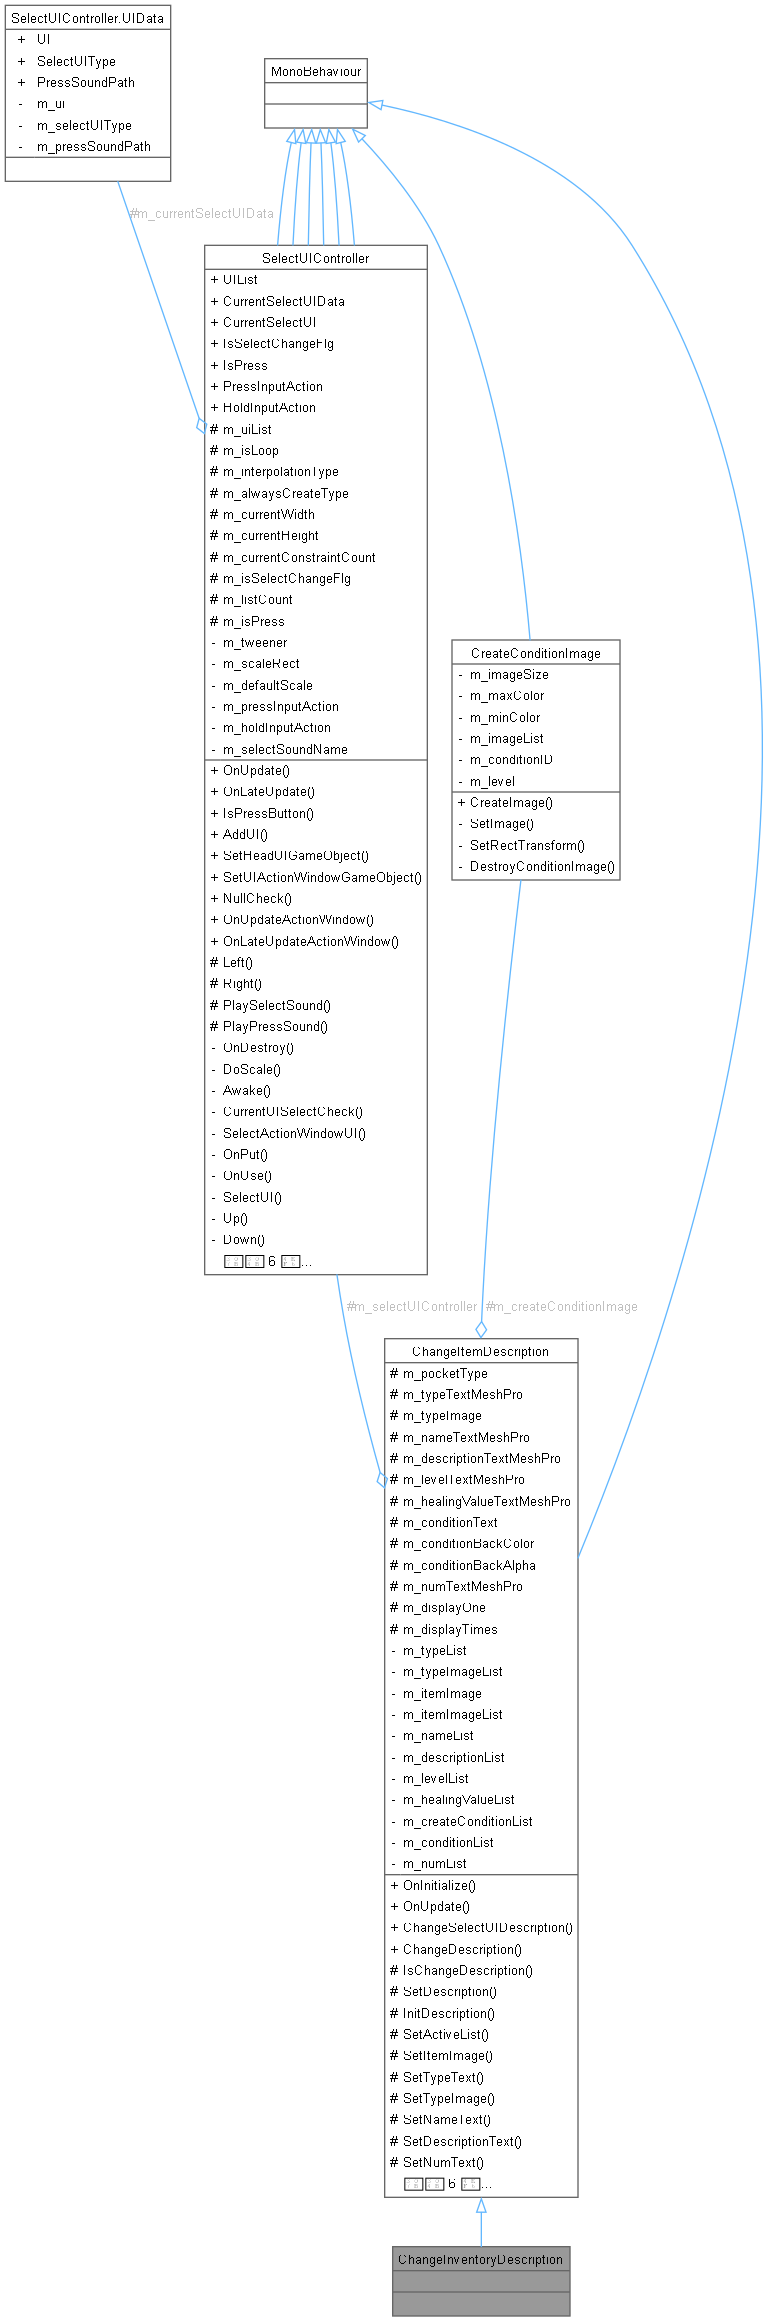 SelectUIController.UIData
+ UI
+ SelectUIType
+ PressSoundPath
- m_ui
- m_selectUIType
- m_pressSoundPath
MonoBehaviour
#m_currentSelectUIData
SelectUIController
+ UIList
+ CurrentSelectUIData
+ CurrentSelectUI
+ IsSelectChangeFlg
+ IsPress
+ PressInputAction
+ HoldInputAction
# m_uiList
# m_isLoop
# m_interpolationType
# m_alwaysCreateType
# m_currentWidth
# m_currentHeight
# m_currentConstraintCount
# m_isSelectChangeFlg
# m_listCount
# m_isPress
- m_tweener
- m_scaleRect
- m_defaultScale
- m_pressInputAction
- m_holdInputAction
- m_selectSoundName
+ OnUpdate()
+ OnLateUpdate()
+ IsPressButton()
+ AddUI()
+ SetHeadUIGameObject()
+ SetUIActionWindowGameObject()
+ NullCheck()
+ OnUpdateActionWindow()
+ OnLateUpdateActionWindow()
# Left()
# Right()
# PlaySelectSound()
# PlayPressSound()
- OnDestroy()
- DoScale()
- Awake()
- CurrentUISelectCheck()
- SelectActionWindowUI()
- OnPut()
- OnUse()
- SelectUI()
- Up()
- Down()
6 ...
CreateConditionImage
- m_imageSize
- m_maxColor
- m_minColor
- m_imageList
- m_conditionID
- m_level
+ CreateImage()
- SetImage()
- SetRectTransform()
- DestroyConditionImage()
#m_selectUIController
#m_createConditionImage
ChangeItemDescription
# m_pocketType
# m_typeTextMeshPro
# m_typeImage
# m_nameTextMeshPro
# m_descriptionTextMeshPro
# m_levelTextMeshPro
# m_healingValueTextMeshPro
# m_conditionText
# m_conditionBackColor
# m_conditionBackAlpha
# m_numTextMeshPro
# m_displayOne
# m_displayTimes
- m_typeList
- m_typeImageList
- m_itemImage
- m_itemImageList
- m_nameList
- m_descriptionList
- m_levelList
- m_healingValueList
- m_createConditionList
- m_conditionList
- m_numList
+ OnInitialize()
+ OnUpdate()
+ ChangeSelectUIDescription()
+ ChangeDescription()
# IsChangeDescription()
# SetDescription()
# InitDescription()
# SetActiveList()
# SetItemImage()
# SetTypeText()
# SetTypeImage()
# SetNameText()
# SetDescriptionText()
# SetNumText()
6 ...
ChangeInventoryDescription